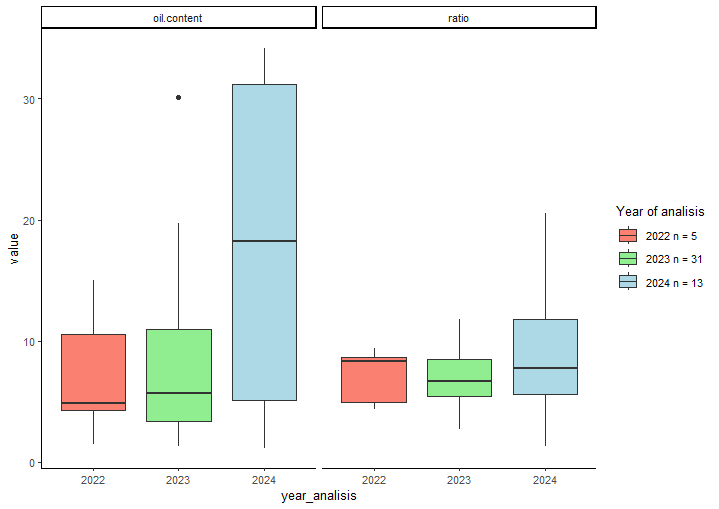 oil.content
ratio
value
30
20
10
0
2022 2023 2024
2022 2023 2024
year_analisis
Year of analisis
2022 n = 5
2023 n = 31
2024 n = 13